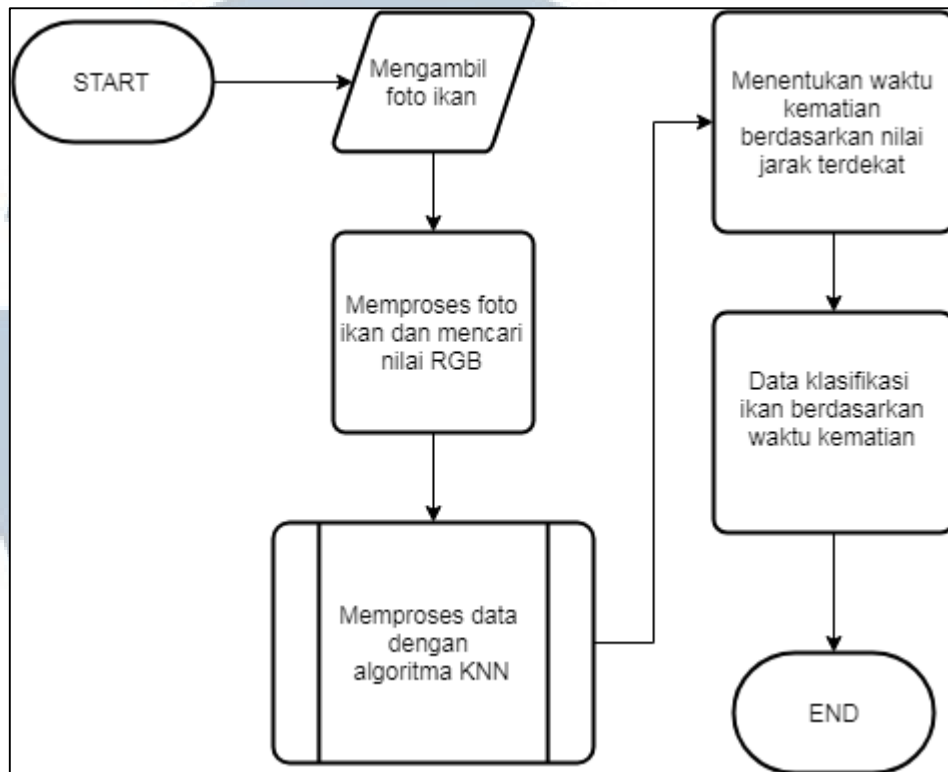 START
Mengambil
foto ikan
Memproses foto
ikan dan mencari
nilai RGB
Memproses data
dengan
algoritma KNN
Menentukan waktu
kematian
berdasarkan nilai
jarak terdekat
Data klasifikasi
ikan berdasarkan
waktu kematian
END